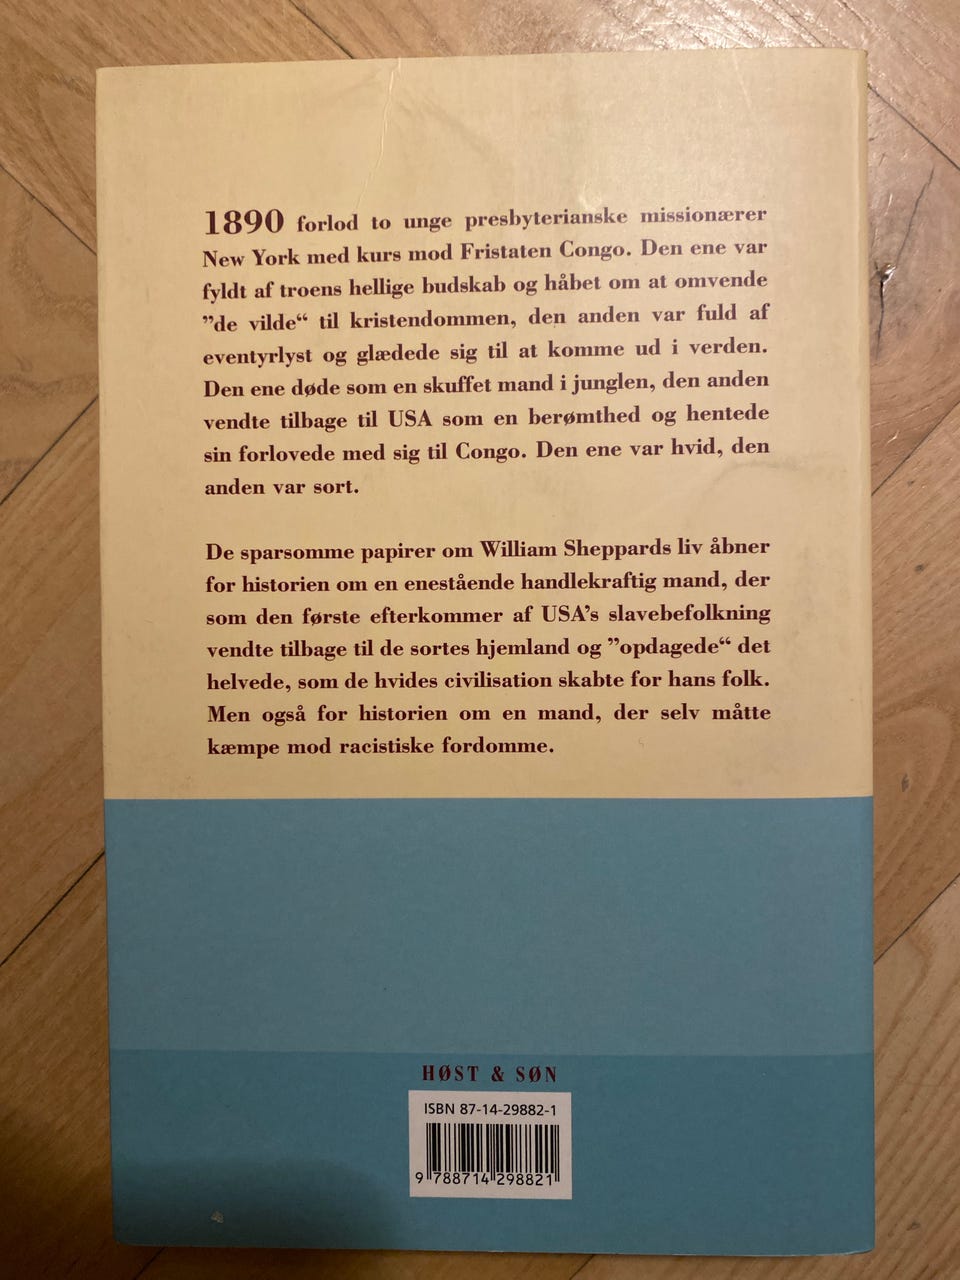 1890 forlod to unge presbyterianske missionærer
New York med kurs mod Fristaten Congo. Den ene var
fyldt af troens hellige budskab og håbet om at omvende
”de vilde“ til kristendommen, den anden var fuld af
eventyrlyst og glædede sig til at komme ud i verden.
Den ene døde som en skuffet mand i junglen, den anden
vendte tilbage til USA som en berømthed og hentede
sin forlovede med sig til Congo. Den ene var hvid, den
anden var sort.
De sparsomme papirer om William Sheppards liv åbner
for historien om en enestående handlekraftig mand, der
som den første efterkommer af USA’s slavebefolkning
vendte tilbage til de sortes hjemland og ”opdagede“ det
helvede, som de hvides civilisation skabte for hans folk.
Men også for historien om en mand, der selv måtte
kæmpe mod racistiske fordomme.
HØST & SØN
ISBN 87-14-29882-1
9 788714 298821